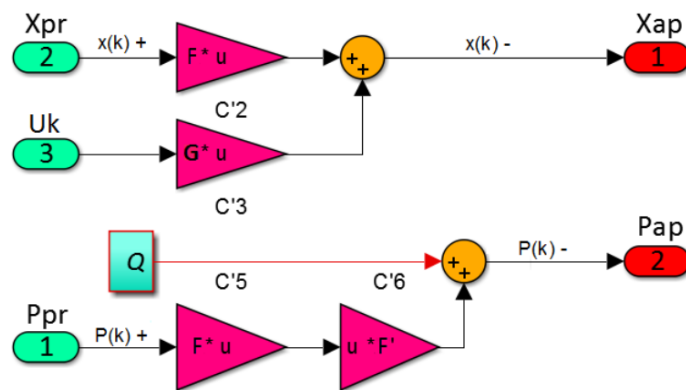 Xpr
x(k) +
x(k) -
Xap
2
F* u
+
+
1
C'2
Uk
3
G* u
C'3
Pap
Q
+
+
P(k) -
2
C'5
C'6
Ppr
P(k) +
1
F* u
u *F'